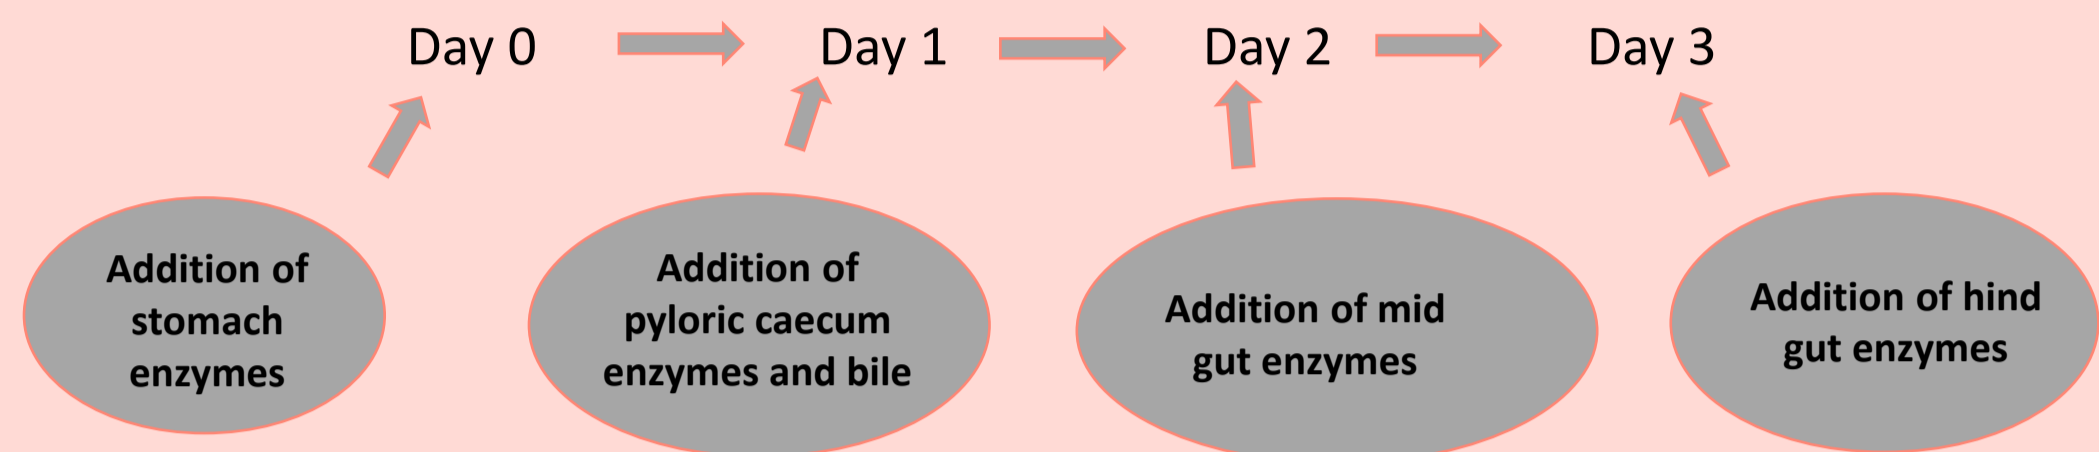 Day 0
Day 1
Day 2
Day 3
Addition of
stomach
enzymes
Addition of
pyloric caecum
enzymes and bile
Addition of mid
gut enzymes
Addition of hind
gut enzymes